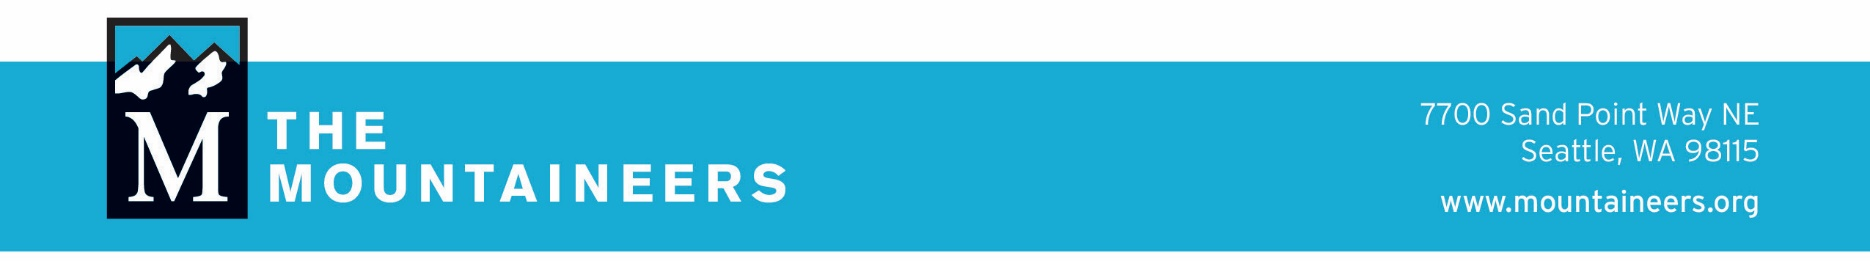 M
THE
MOUNTAINEERS
7700 Sand Point Way NE
Seattle, WA 98115
www.mountaineers.org